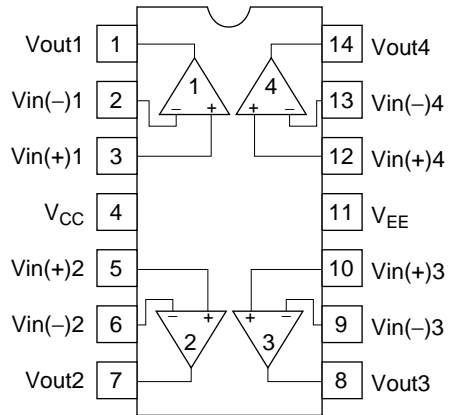 Vout1 1 14 Vout4
1 4
Vin(−)1 2 − + + − 13 Vin(−)4
Vin(+)1 3 12 Vin(+)4
VCC 4 11 VEE
Vin(+)2 5 10 Vin(+)3
Vin(−)2 6 − + + − 9 Vin(−)3
2 3
Vout2 7 8 Vout3